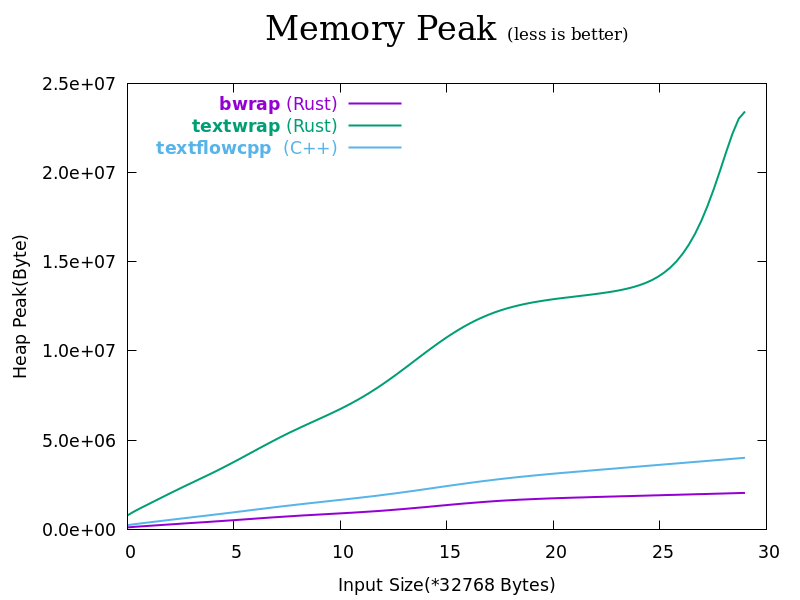 Memory Peak (less is better)
2.5e+07
2.0e+07
1.5e+07
1.0e+07
5.0e+06
0.0e+00
Heap Peak(Byte)
bwrap (Rust)
textwrap (Rust)
textflowcpp (C++)
0 5 10 15 20 25 30
Input Size(*32768 Bytes)